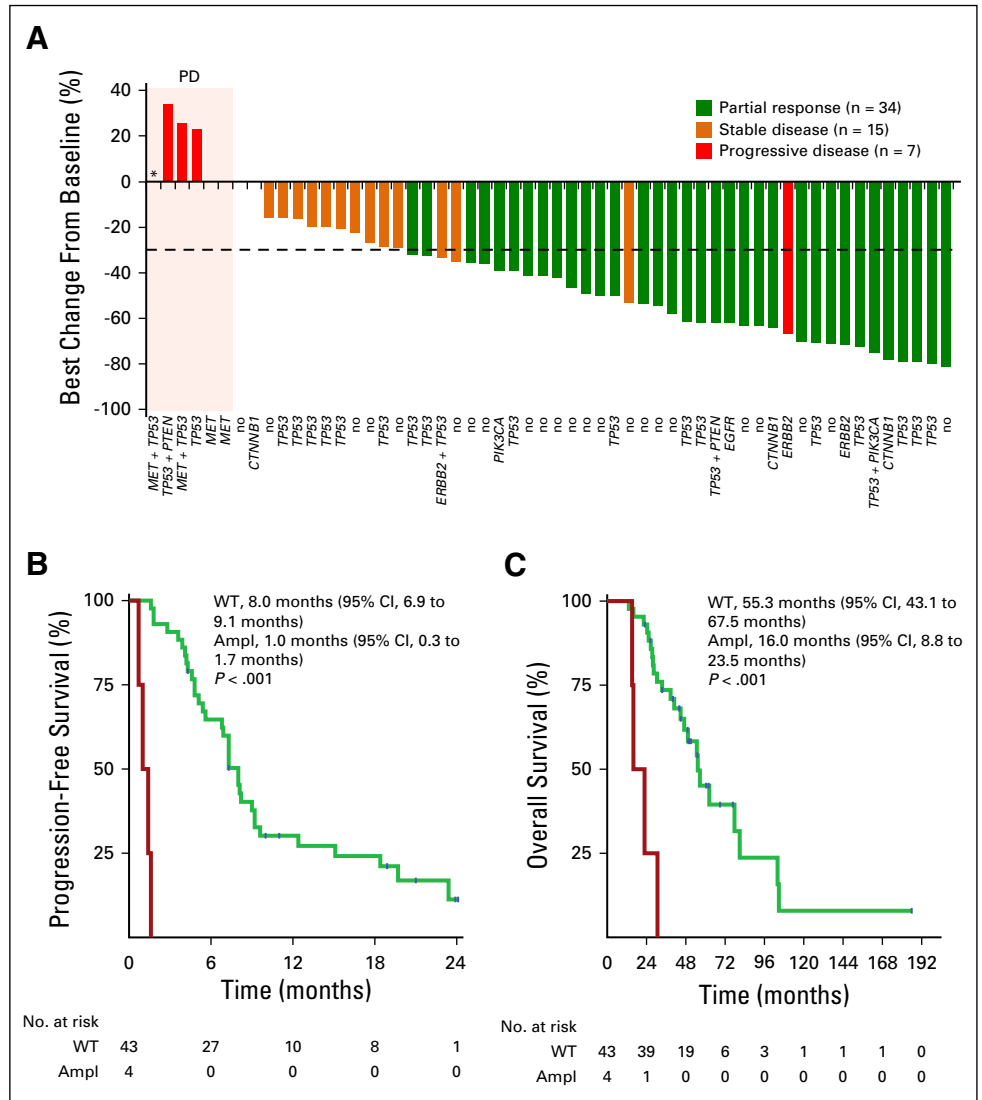 A
PD
Best Change From Baseline (%)
40
20
0
-20
-40
-60
-80
-100
*
Partial response (n = 34)
Stable disease (n = 15)
Progressive disease (n = 7)
MET + TP53
TP53 + PTEN
MET + TP53
TP53
MET
MET
no
CTNNB1
no
TP53
TP53
TP53
TP53
TP53
no
no
TP53
no
TP53
TP53
ERBB2 + TP53
no
no
no
PIK3CA
TP53
no
no
no
no
no
no
TP53
no
no
no
no
TP53
TP53
TP53 + PTEN
EGFR
no
no
CTNNB1
ERBB2
no
TP53
no
ERBB2
TP53
TP53 + PIK3CA
CTNNB1
TP53
TP53
TP53
no
B
Progression-Free Survival (%)
100
75
50
25
WT, 8.0 months (95% CI, 6.9 to
9.1 months)
Ampl, 1.0 months (95% CI, 0.3 to
1.7 months)
P < .001
0 6 12 18 24
Time (months)
No. at risk
WT 43 27 10 8 1
Ampl 4 0 0 0 0
C
Overall Survival (%)
100
75
50
25
WT, 55.3 months (95% CI, 43.1 to
67.5 months)
Ampl, 16.0 months (95% CI, 8.8 to
23.5 months)
P < .001
0 24 48 72 96 120 144 168 192
Time (months)
No. at risk
WT 43 39 19 6 3 1 1 1 0
Ampl 4 1 0 0 0 0 0 0 0